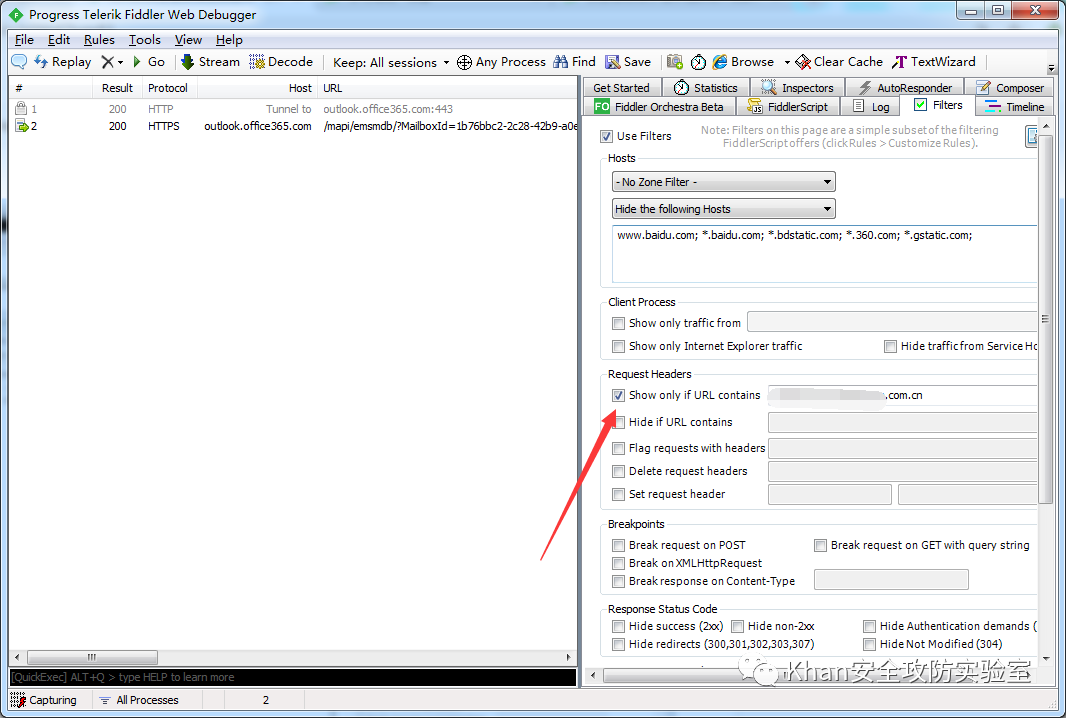 Progress Telerik Fiddler Web Debugger
File Edit Rules Tools View Help
Replay Go Stream Decode Keep: All sessions Any Process Find Save Browse Clear Cache TextWizard
# Result Protocol Host URL
1 200 HTTP Tunnel to outlook.office365.com:443
2 200 HTTPS outlook.office365.com /mapi/emsmdb/?MailboxId=1b76bbc2-2c28-42b9-a0e
Get Started Statistics Inspectors AutoResponder Composer
FO Fiddler Orchestra Beta FiddlerScript Log Filters Timeline
Use Filters
Note: Filters on this page are a simple subset of the filtering
FiddlerScript offers (click Rules > Customize Rules).
Hosts
- No Zone Filter -
Hide the following Hosts
www.baidu.com; *.baidu.com; *.bdstatic.com; *.360.com; *.gstatic.com;
Client Process
Show only traffic from
Show only Internet Explorer traffic Hide traffic from Service Ho
Request Headers
Show only if URL contains .com.cn
Hide if URL contains
Flag requests with headers
Delete request headers
Set request header
Breakpoints
Break request on POST Break request on GET with query string
Break on XMLHttpRequest
Break response on Content-Type
Response Status Code
Hide success (2xx) Hide non-2xx Hide Authentication demands (
Hide redirects (300,301,302,303,307) Hide Not Modified (304)
[QuickExec] ALT+Q > type HELP to learn more
Capturing All Processes 2
Khan安全攻防实验室